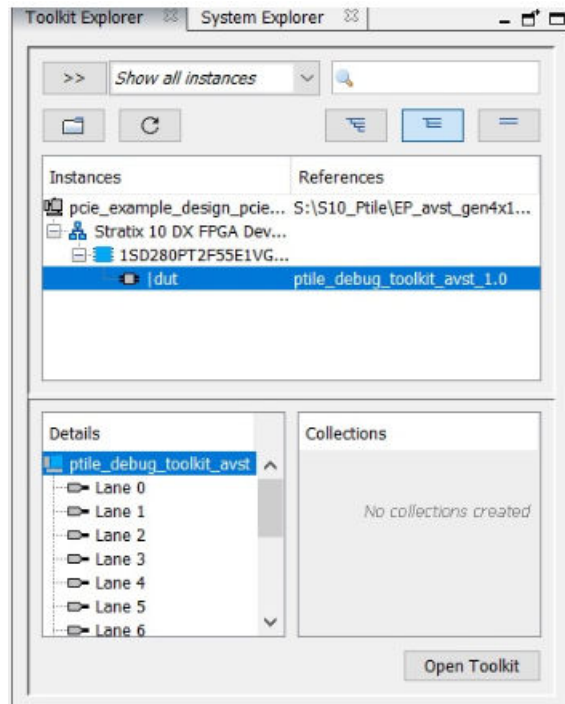 Toolkit Explorer System Explorer
>> Show all instances
Instances References
pcie_example_design_pcie... S:\S10_Ptile\EP_avst_gen4x1...
Stratix 10 DX FPGA Dev...
1SD280PT2F55E1VG...
|dut ptile_debug_toolkit_avst_1.0
Details Collections
ptile_debug_toolkit_avst
Lane 0
Lane 1
No collections created
Lane 2
Lane 3
Lane 4
Lane 5
Lane 6
Open Toolkit